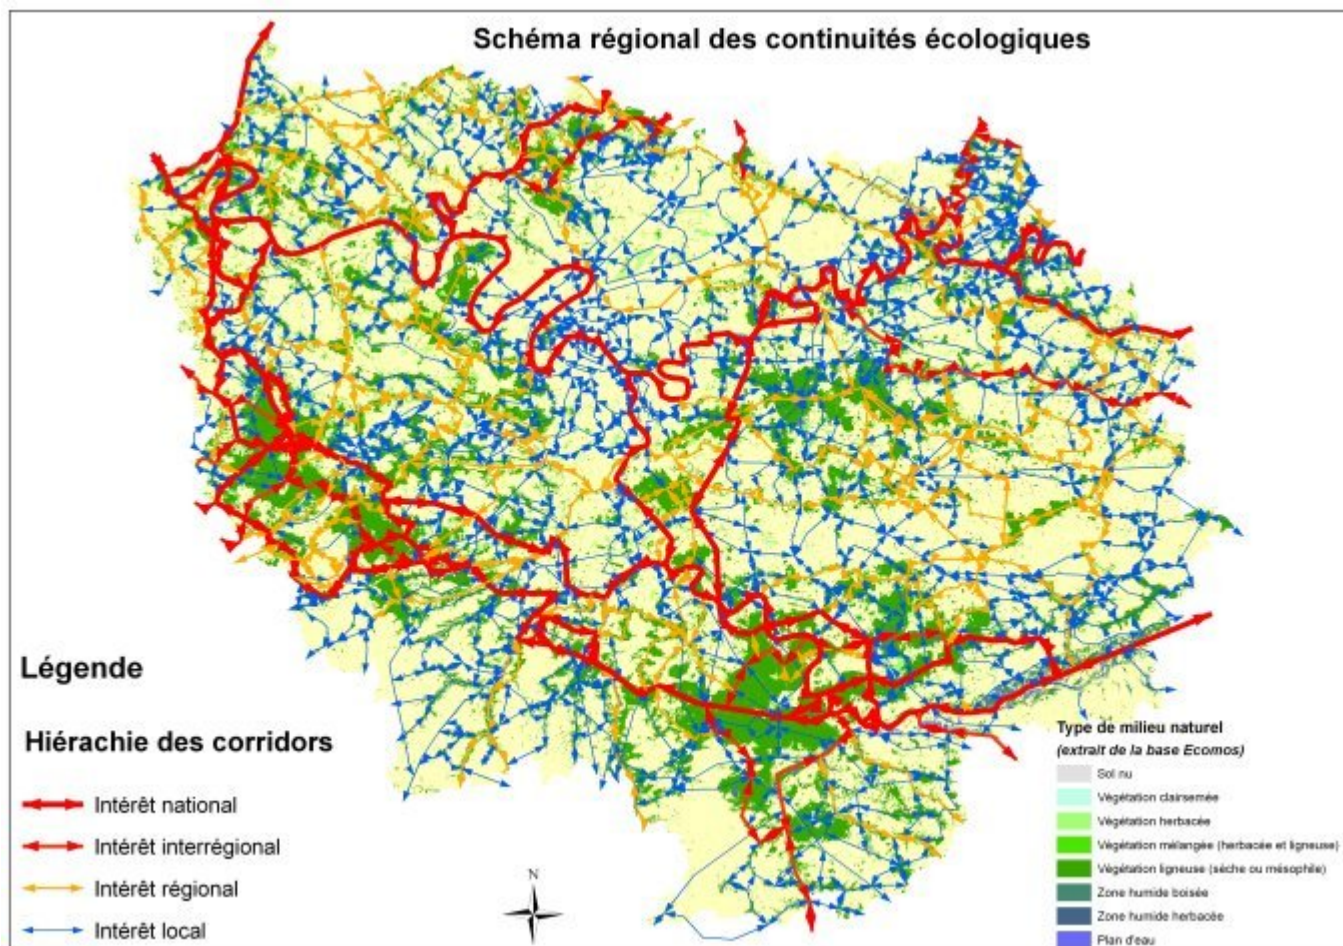 Schéma régional des continuités écologiques
Légende
Hiérachie des corridors
Intérêt national
Intérêt interrégional
Intérêt régional
Intérêt local
N
Type de milieu naturel
(extrait de la base Ecomos)
Sol nu
Végétation clairsemée
Végétation herbacée
Végétation mélangée (herbacée et ligneuse)
Végétation ligneuse (sèche ou mésophile)
Zone humide boisée
Zone humide herbacée
Plan d'eau